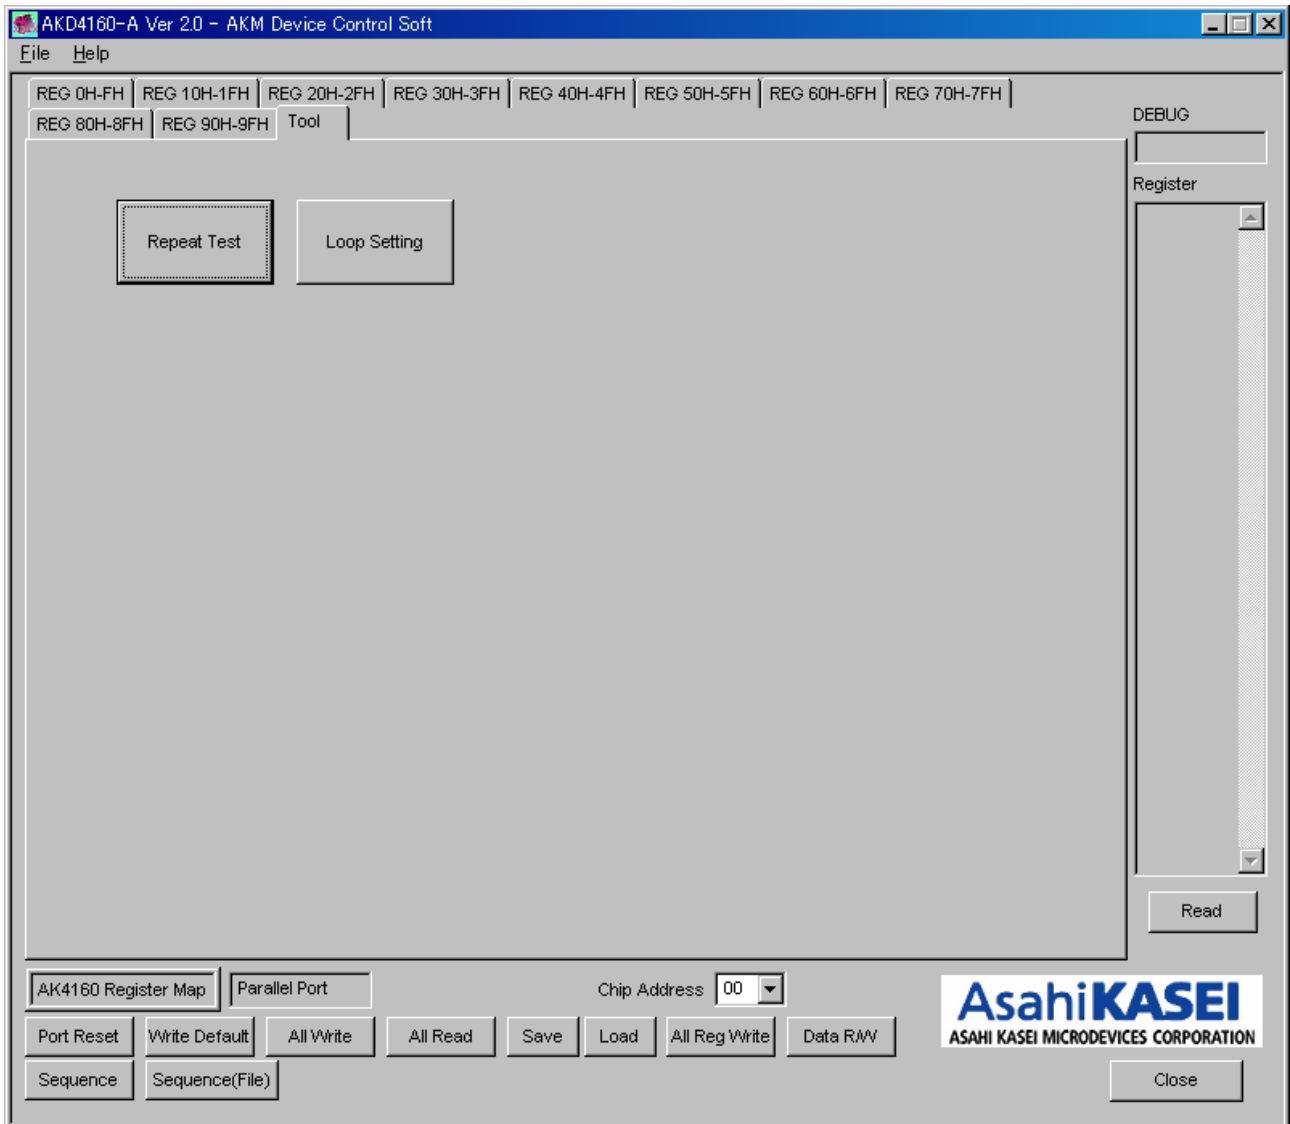 AKD4160-A Ver 2.0 - AKM Device Control Soft
File Help
REG 0H-FH REG 10H-1FH REG 20H-2FH REG 30H-3FH REG 40H-4FH REG 50H-5FH REG 60H-6FH REG 70H-7FH
REG 80H-8FH REG 90H-9FH Tool
DEBUG
Register
Repeat Test Loop Setting
Read
AK4160 Register Map Parallel Port Chip Address 00
Port Reset Write Default All Write All Read Save Load All Reg Write Data R/W
Sequence Sequence(File)
AsahiKASEI
ASAHI KASEI MICRODEVICES CORPORATION
Close